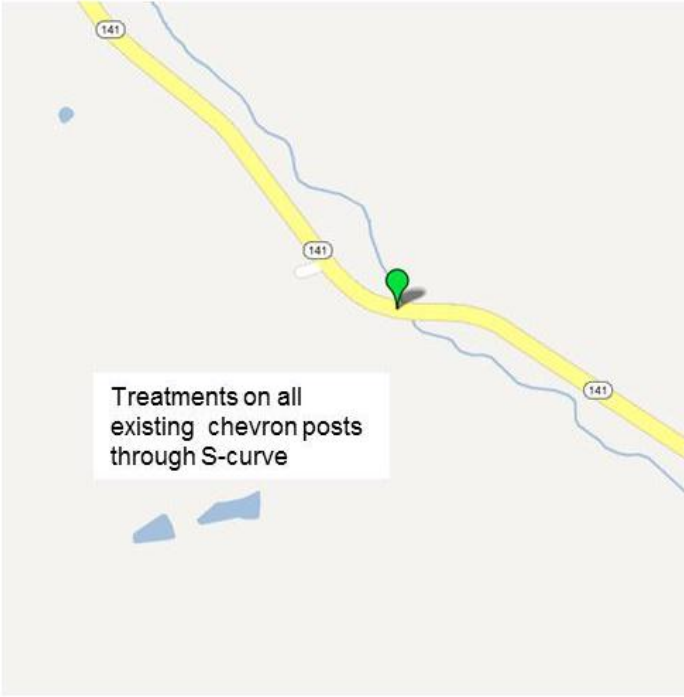 141
141
141
Treatments on all
existing chevron posts
through S-curve